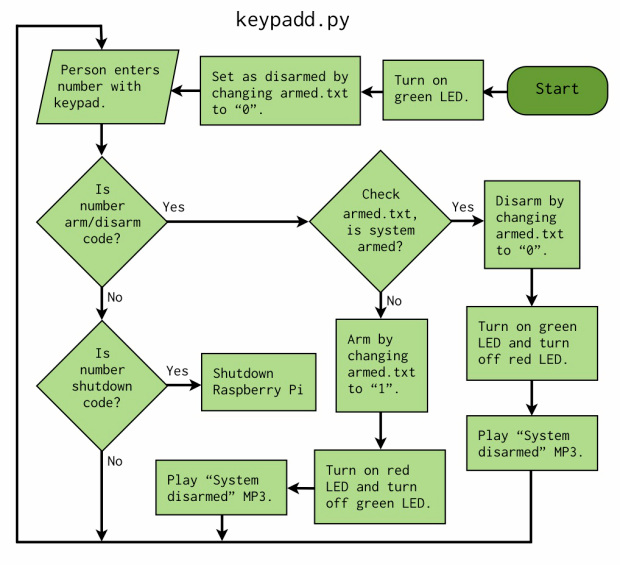 keypadd.py
Start
Turn on
green LED.
Set as disarmed by
changing armed.txt
to “0”.
Person enters
number with
keypad.
Is
number
arm/disarm
code?
Yes
Check
armed.txt,
is system
armed?
Yes
Disarm by
changing
armed.txt
to “0”.
Turn on green
LED and turn
off red LED.
Play “System
disarmed” MP3.
No
Arm by
changing
armed.txt
to “1”.
Turn on red
LED and turn
off green LED.
Play “System
disarmed” MP3.
No
Is
number
shutdown
code?
Yes
Shutdown
Raspberry Pi
No